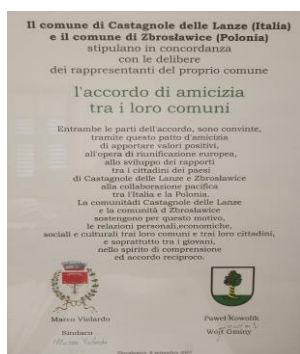 Il comune di Castagnole delle Lanze (Italia)
e il comune di Zbrosławice (Polonia)
stipulano in concordanza
con le delibere
dei rappresentanti del proprio comune
l'accordo di amicizia
tra i loro comuni
Entrambe le parti dell'accordo, sono convinte,
tramite questo patto d'amicizia
di apportare valori positivi,
all'opera di riunificazione europea,
allo sviluppo dei rapporti
tra i cittadini dei paesi
di Castagnole delle Lanze e Zbrosławice
alla collaborazione pacifica
tra l'Italia e la Polonia.
La comunitàdi Castagnole delle Lanze
e la comunità d Zbrosławice
sostengono per questo motivo,
le relazioni personali,economiche,
sociali e culturali trai loro comuni e trai loro cittadini,
e soprattutto tra i giovani,
nello spirito di comprensione
ed accordo reciproco.
Marco Violardo
Sindaco
Marco Violardo
Paweł Kowolik
Wójt Gminy